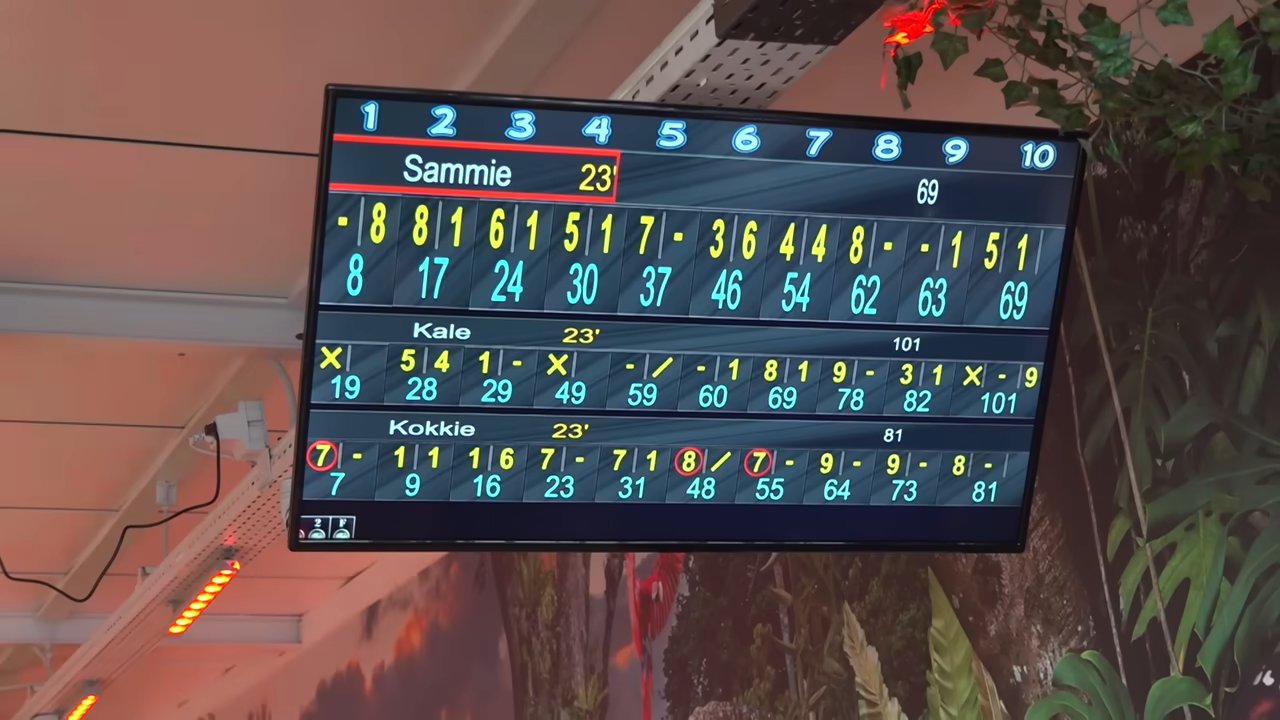 1 2 3 4 5 6 7 8 9 10
Sammie 23' 69
- 8 8 1 6 1 5 1 7 - 3 6 4 4 8 - - 1 5 1
8 17 24 30 37 46 54 62 63 69
Kale 23' 101
X 5 4 1 - X - / - 1 8 1 9 - 3 1 X - 9
19 28 29 49 59 60 69 78 82 101
Kokkie 23' 81
7 - 1 1 1 6 7 - 7 1 8 / 7 - 9 - 9 - 8 -
7 9 16 23 31 48 55 64 73 81
2 F